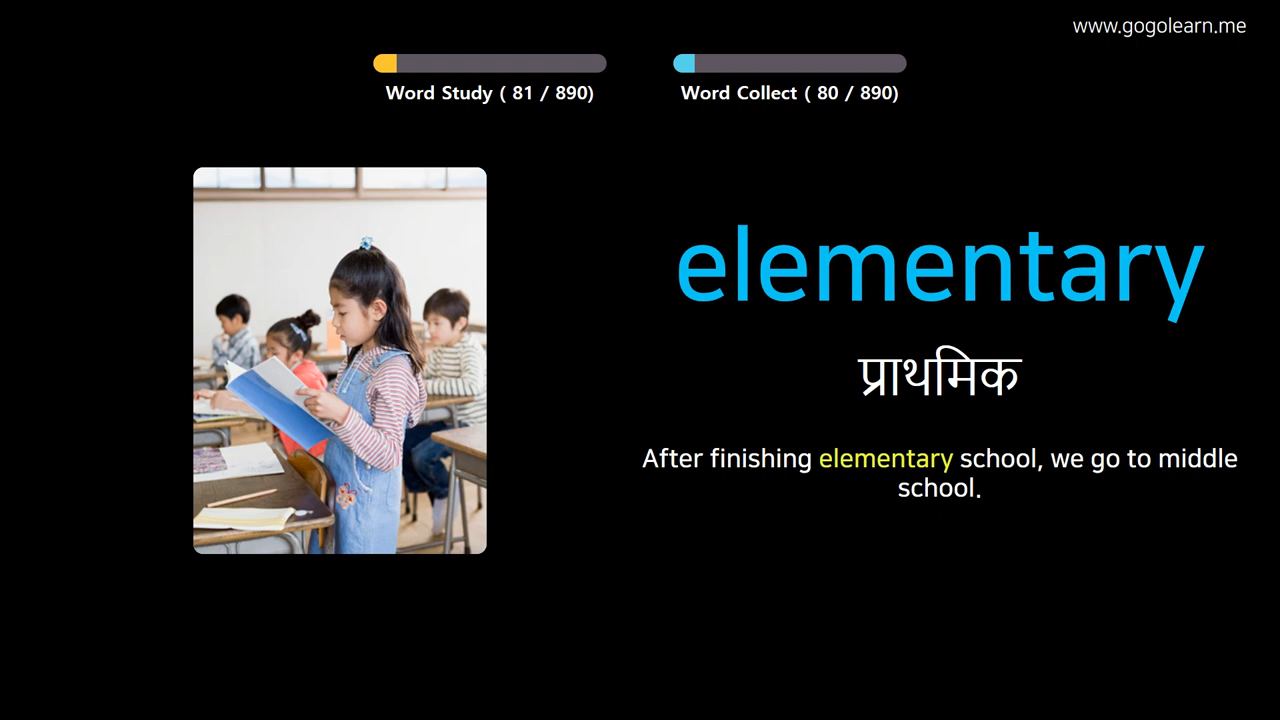 www.gogolearn.me
Word Study ( 81 / 890)
Word Collect ( 80 / 890)
elementary
प्राथमिक
After finishing elementary school, we go to middle
school.